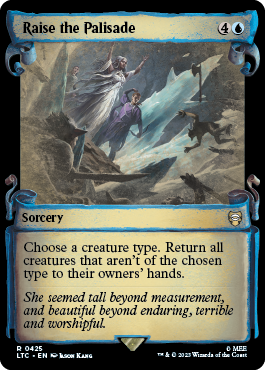 Raise the Palisade 4
Sorcery
Choose a creature type. Return all
creatures that aren't of the chosen
type to their owners' hands.
She seemed tall beyond measurement,
and beautiful beyond enduring, terrible
and worshipful.
R 0425
LTC • EN Jason Kang
© MEE
™ & © 2023 Wizards of the Coast